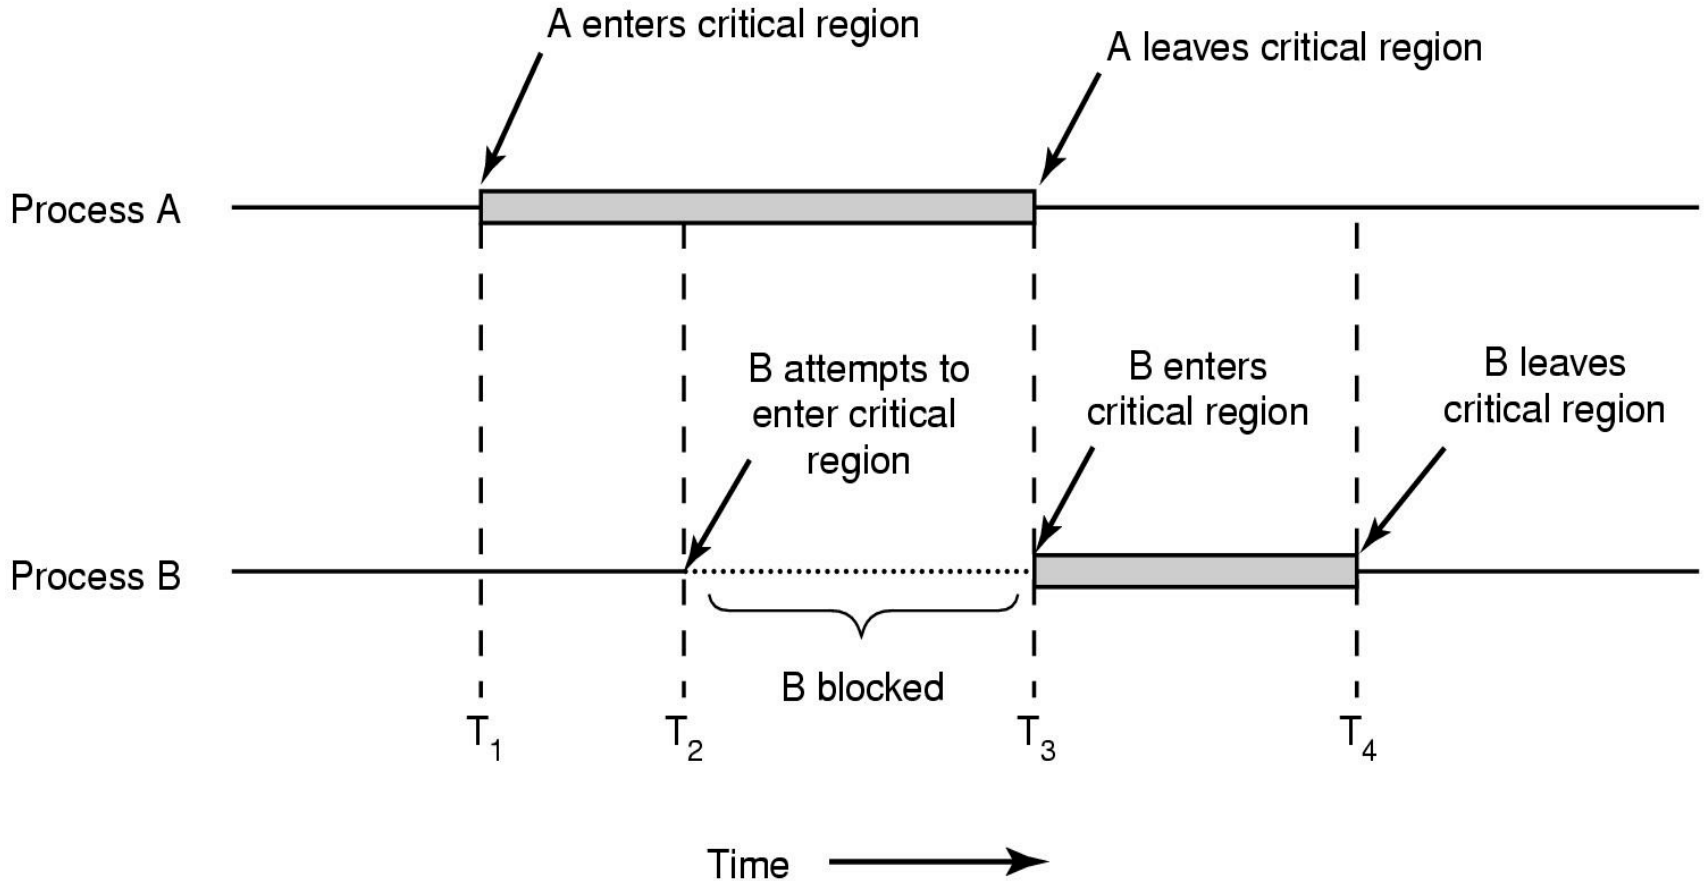 A enters critical region
A leaves critical region
Process A
B attempts to
enter critical
region
B enters
critical region
B leaves
critical region
Process B
B blocked
T1
T2
T3
T4
Time